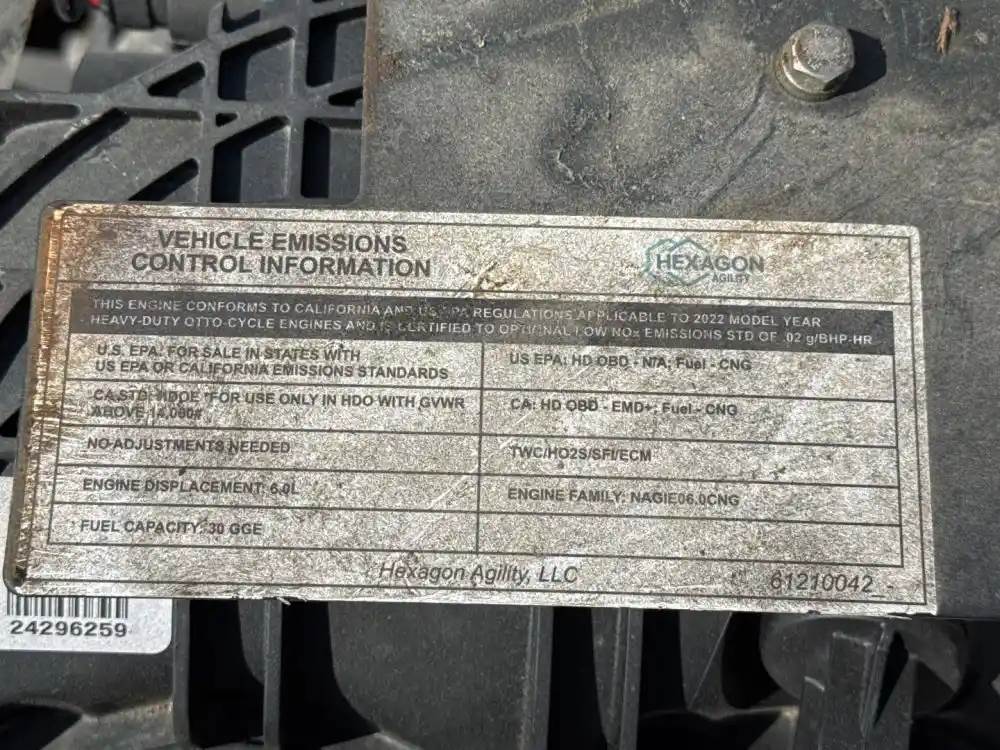 VEHICLE EMISSIONS
CONTROL INFORMATION
HEXAGON
AGILITY
THIS ENGINE CONFORMS TO CALIFORNIA AND US EPA REGULATIONS APPLICABLE TO 2022 MODEL YEAR
HEAVY-DUTY OTTO-CYCLE ENGINES AND IS CERTIFIED TO OPTIONAL LOW NOx EMISSIONS STD OF .02 g/BHP-HR
U.S. EPA: FOR SALE IN STATES WITH
US EPA OR CALIFORNIA EMISSIONS STANDARDS
US EPA: HD OBD - N/A; Fuel - CNG
CA STD: HDOE *FOR USE ONLY IN HDO WITH GVWR
ABOVE 14,000#
CA: HD OBD - EMD+; Fuel - CNG
NO ADJUSTMENTS NEEDED
TWC/HO2S/SFI/ECM
ENGINE DISPLACEMENT: 6.0L
ENGINE FAMILY: NAGIE06.0CNG
FUEL CAPACITY: 30 GGE
Hexagon Agility, LLC
61210042
24296259